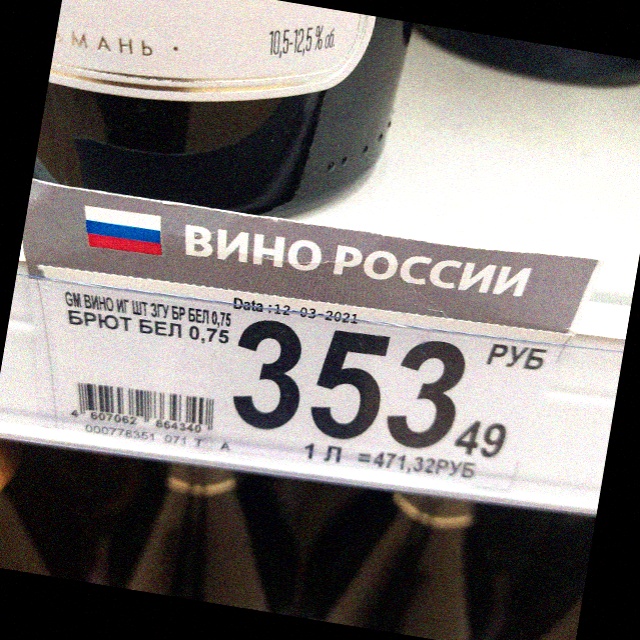 МАНЬ •
10,5-12,5 % об
ВИНО РОССИИ
GM ВИНО ИГ ШТ ЗГУ БР БЕЛ 0,75
Data :12-03-2021
БРЮТ БЕЛ 0,75
353 49
РУБ
4 607062 864340
000776351 071 Т А
1 Л =471,32РУБ